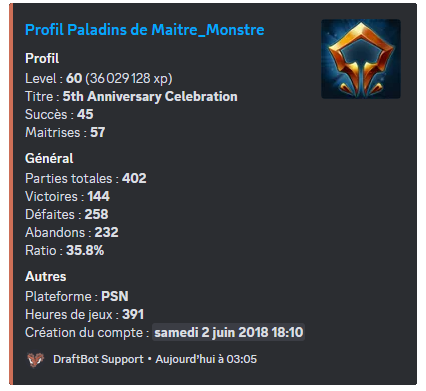 Profil Paladins de Maitre_Monstre
Profil
Level : 60 (36 029 128 xp)
Titre : 5th Anniversary Celebration
Succès : 45
Maitrises : 57
Général
Parties totales : 402
Victoires : 144
Défaites : 258
Abandons : 232
Ratio : 35.8%
Autres
Plateforme : PSN
Heures de jeux : 391
Création du compte : samedi 2 juin 2018 18:10
DraftBot Support • Aujourd'hui à 03:05